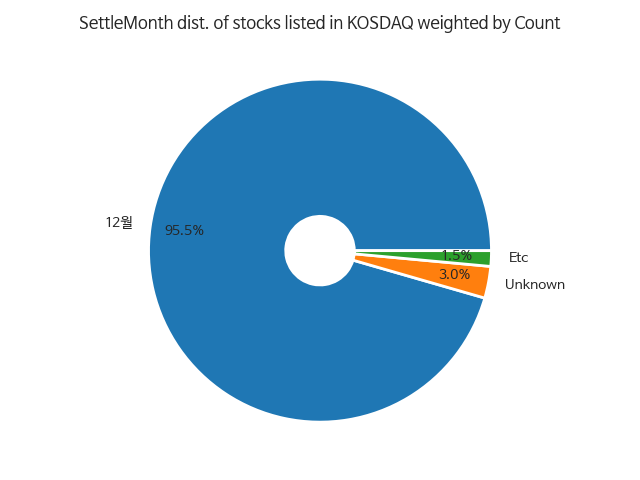 SettleMonth dist. of stocks listed in KOSDAQ weighted by Count
12월
95.5%
1.5%
Etc
3.0%
Unknown